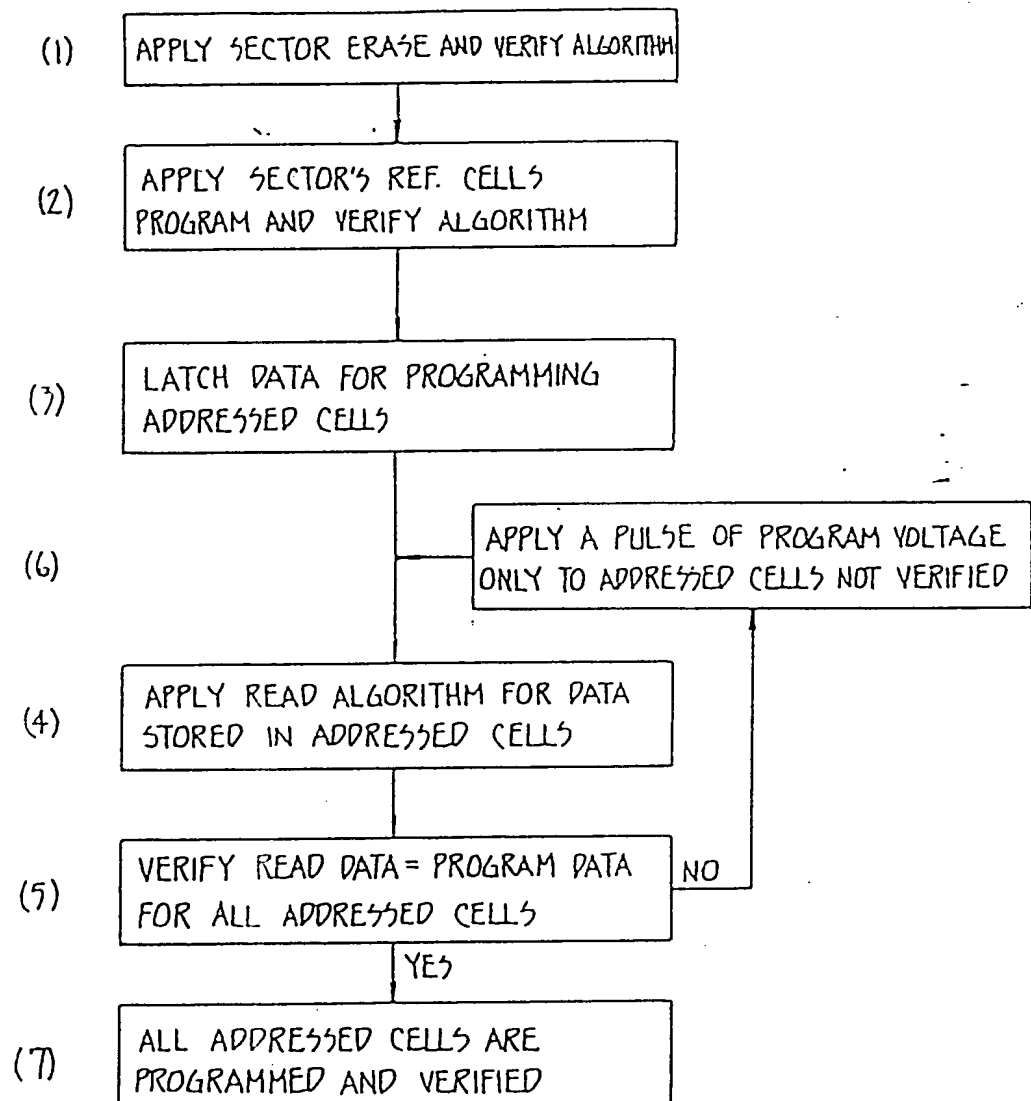 (1) APPLY SECTOR ERASE AND VERIFY ALGORITHM
(2) APPLY SECTOR'S REF. CELLS
PROGRAM AND VERIFY ALGORITHM
(3) LATCH DATA FOR PROGRAMMING
ADDRESSED CELLS
(6) APPLY A PULSE OF PROGRAM VOLTAGE
ONLY TO ADDRESSED CELLS NOT VERIFIED
(4) APPLY READ ALGORITHM FOR DATA
STORED IN ADDRESSED CELLS
(5) VERIFY READ DATA = PROGRAM DATA
FOR ALL ADDRESSED CELLS
NO
YES
(7) ALL ADDRESSED CELLS ARE
PROGRAMMED AND VERIFIED